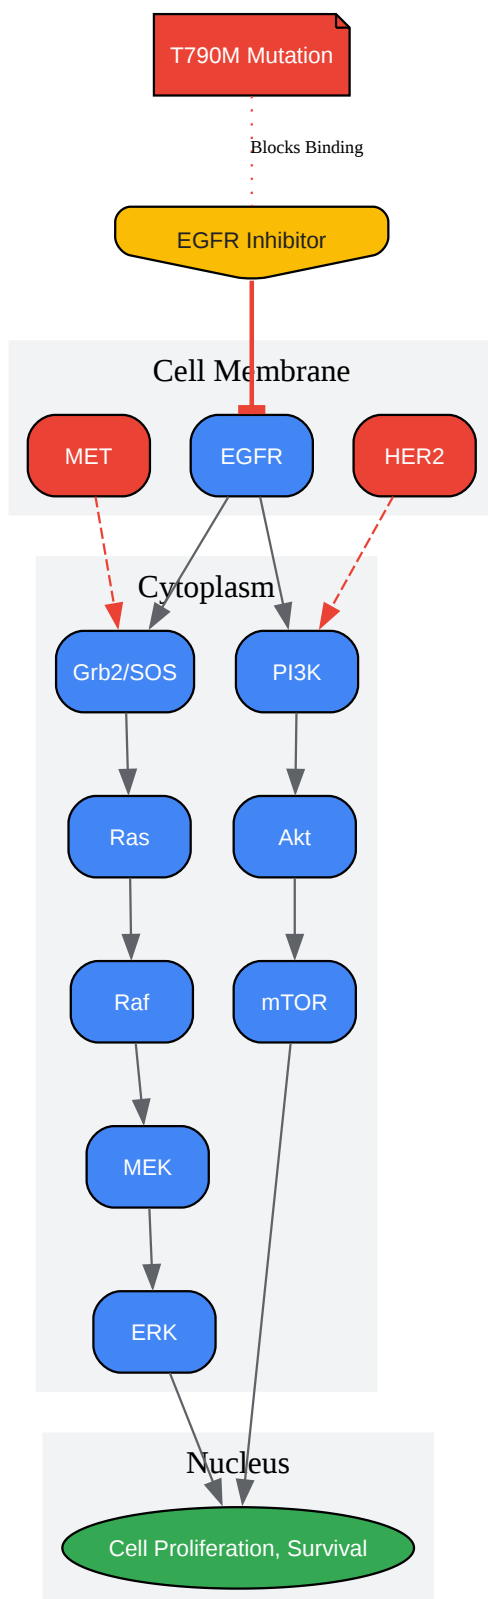 T790M Mutation
Blocks Binding
EGFR Inhibitor
Cell Membrane
MET
EGFR
HER2
Cytoplasm
Grb2/SOS
PI3K
Ras
Akt
Raf
mTOR
MEK
ERK
Nucleus
Cell Proliferation, Survival